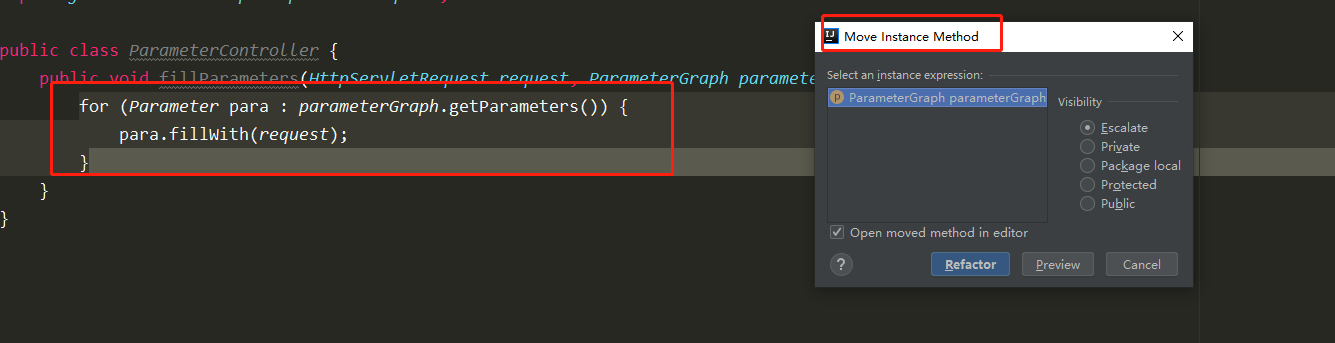 public class ParameterController {
public void fillParameters(HttpServletRequest request, ParameterGraph parame
for (Parameter para : parameterGraph.getParameters()) {
para.fillWith(request);
}
}
}
IJ Move Instance Method
Select an instance expression:
p ParameterGraph parameterGraph
Visibility
Escalate
Private
Package local
Protected
Public
Open moved method in editor
? Refactor Preview Cancel